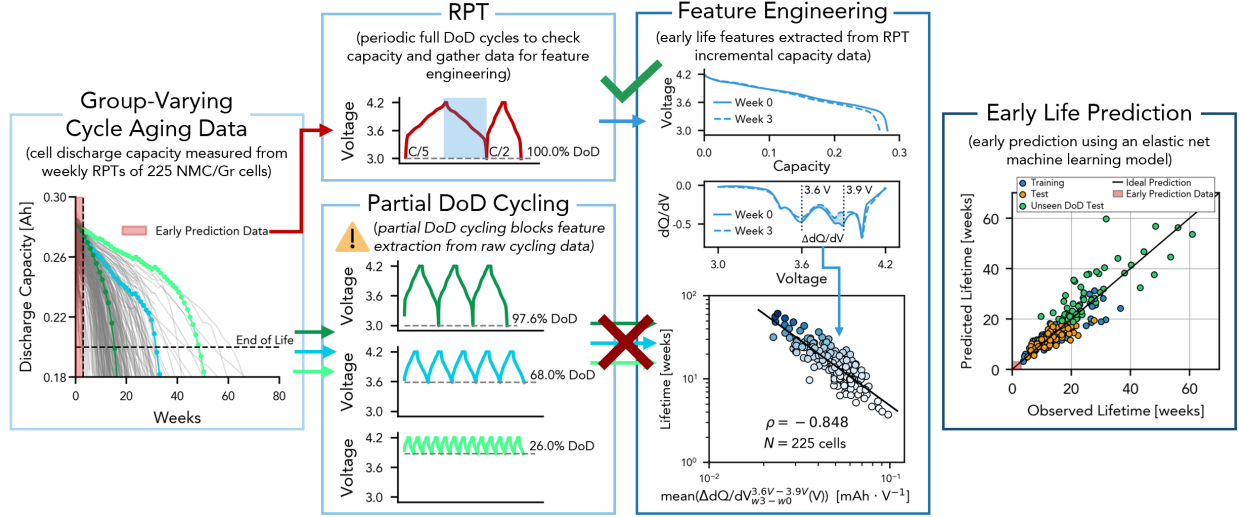 Group-Varying
Cycle Aging Data
(cell discharge capacity measured from
weekly RPTs of 225 NMC/Gr cells)
Discharge Capacity [Ah]
0.30
0.26
0.22
0.18
Early Prediction Data
End of Life
0
20
40
60
80
Weeks
RPT
(periodic full DoD cycles to check
capacity and gather data for feature
engineering)
Voltage
4.2
3.6
3.0
C/5
C/2
100.0% DoD
Partial DoD Cycling
!
(partial DoD cycling blocks feature
extraction from raw cycling data)
Voltage
4.2
3.6
3.0
97.6% DoD
Voltage
4.2
3.6
3.0
68.0% DoD
Voltage
4.2
3.6
3.0
26.0% DoD
Feature Engineering
(early life features extracted from RPT
incremental capacity data)
Voltage
4.2
3.6
3.0
Week 0
Week 3
0.0
0.1
0.2
0.3
Capacity
dQ/dV
0.0
-0.5
3.6 V
3.9 V
Week 0
Week 3
ΔdQ/dV
3.0
3.6
4.2
Voltage
Lifetime [weeks]
10²
10¹
10⁰
ρ = − 0.848
N = 225 cells
10⁻²
10⁻¹
mean(ΔdQ/dV^{3.6V−3.9V}_{w3−w0}(V)) [mAh · V⁻¹]
Early Life Prediction
(early prediction using an elastic net
machine learning model)
Training
Test
Unseen DoD Test
Ideal Prediction
Early Prediction Data
Predicted Lifetime [weeks]
60
40
20
0
0
20
40
60
Observed Lifetime [weeks]